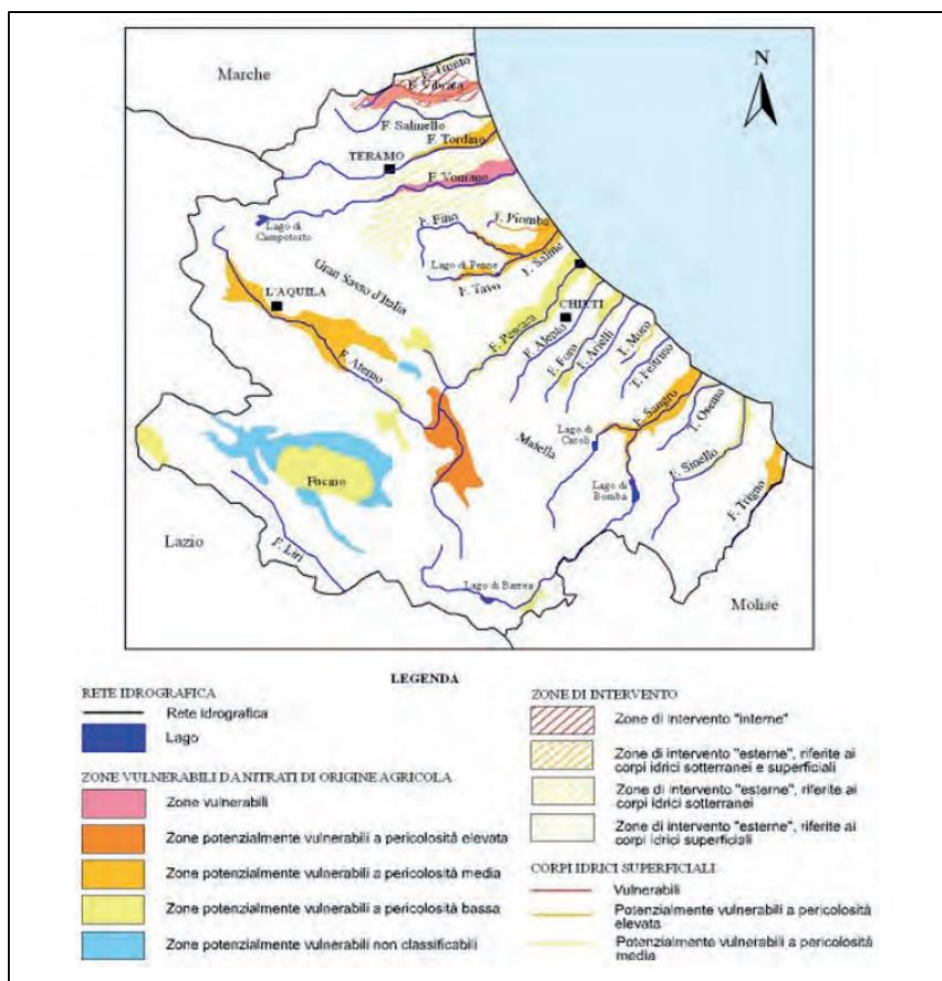 Marche
F. Tronto
F. Vibrata
F. Salinello
F. Tordino
TERAMO
F. Vomano
Lago di
Campotosto
F. Fino
F. Piomba
Lago di Penne
F. Saline
F. Tavo
Gran Sasso d'Italia
L'AQUILA
CHIETI
F. Pescara
F. Alento
F. Foro
T. Arielli
T. Moro
T. Feltrino
F. Aterno
F. Sangro
T. Osento
Lago di
Casoli
Majella
F. Sinello
Lago di
Bomba
F. Trigno
Fucino
Lazio
F. Liri
Lago di Barrea
Molise
N
LEGENDA
RETE IDROGRAFICA
Rete Idrografica
Lago
ZONE VULNERABILI DA NITRATI DI ORIGINE AGRICOLA
Zone vulnerabili
Zone potenzialmente vulnerabili a pericolosità elevata
Zone potenzialmente vulnerabili a pericolosità media
Zone potenzialmente vulnerabili a pericolosità bassa
Zone potenzialmente vulnerabili non classificabili
ZONE DI INTERVENTO
Zone di intervento "interne"
Zone di intervento "esterne", riferite ai
corpi idrici sotterranei e superficiali
Zone di intervento "esterne", riferite ai
corpi idrici sotterranei
Zone di intervento "esterne", riferite ai
corpi idrici superficiali
CORPI IDRICI SUPERFICIALI
Vulnerabili
Potenzialmente vulnerabili a pericolosità
elevata
Potenzialmente vulnerabili a pericolosità
media